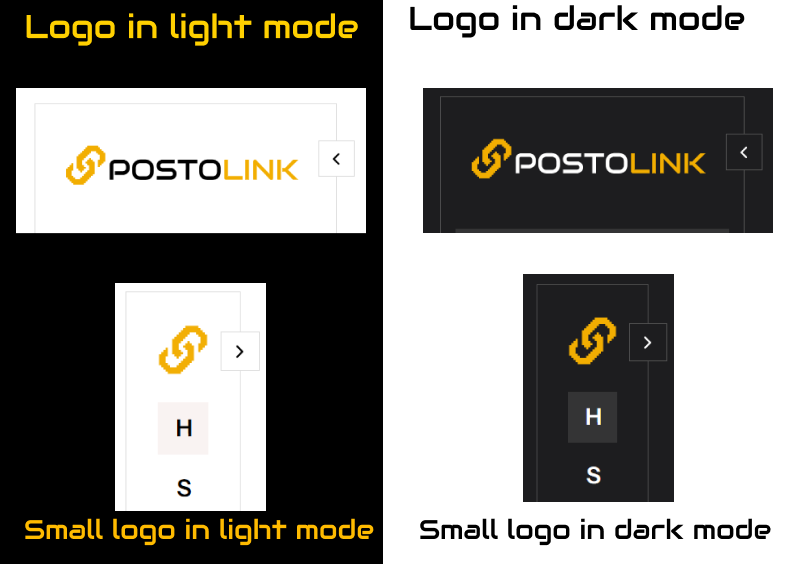 Logo in light mode
POSTOLINK
H
S
Small logo in light mode
Logo in dark mode
POSTOLINK
H
S
Small logo in dark mode